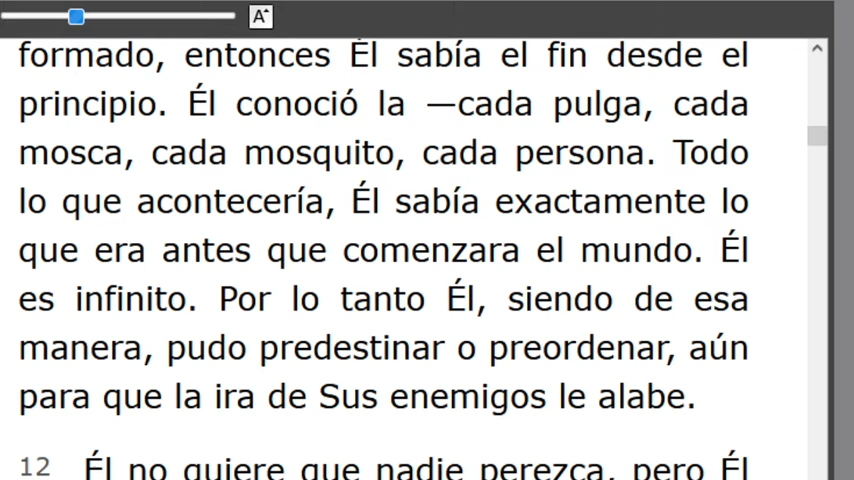 A
formado, entonces Él sabía el fin desde el
principio. Él conoció la —cada pulga, cada
mosca, cada mosquito, cada persona. Todo
lo que acontecería, Él sabía exactamente lo
que era antes que comenzara el mundo. Él
es infinito. Por lo tanto Él, siendo de esa
manera, pudo predestinar o preordenar, aún
para que la ira de Sus enemigos le alabe.
12 Él no quiere que nadie perezca, pero Él